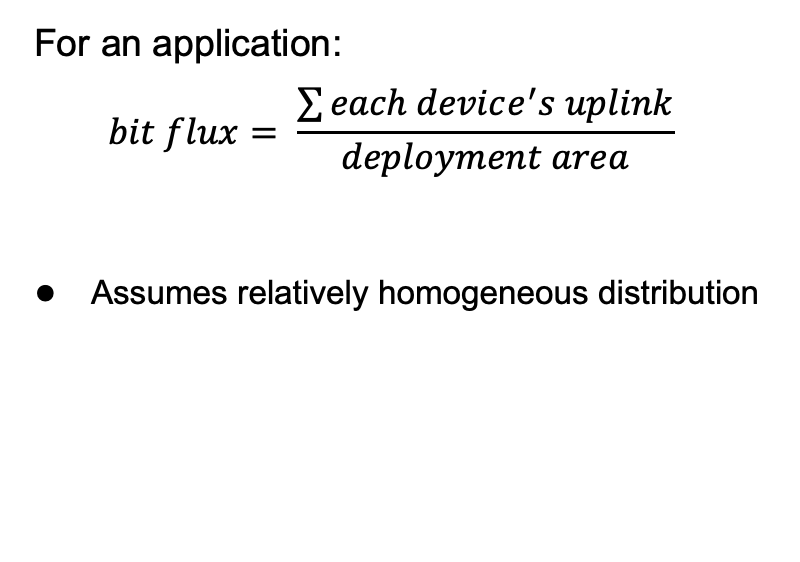 For an application:
bit flux = ∑ each device's uplink / deployment area
● Assumes relatively homogeneous distribution